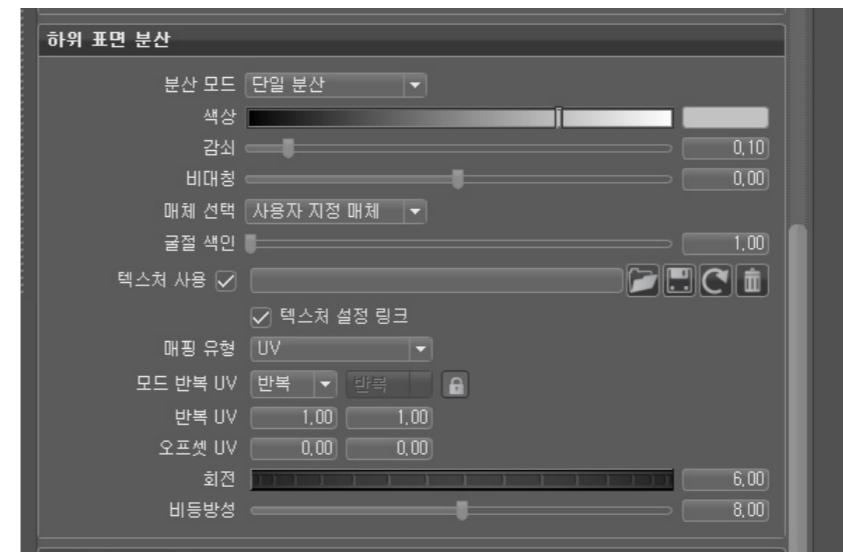 하위 표면 분산
분산 모드 단일 분산
색상
감쇠 0,10
비대칭 0,00
매체 선택 사용자 지정 매체
굴절 색인 1,00
텍스처 사용
텍스처 설정 링크
매핑 유형 UV
모드 반복 UV 반복 반복
반복 UV 1,00 1,00
오프셋 UV 0,00 0,00
회전 6,00
비등방성 8,00